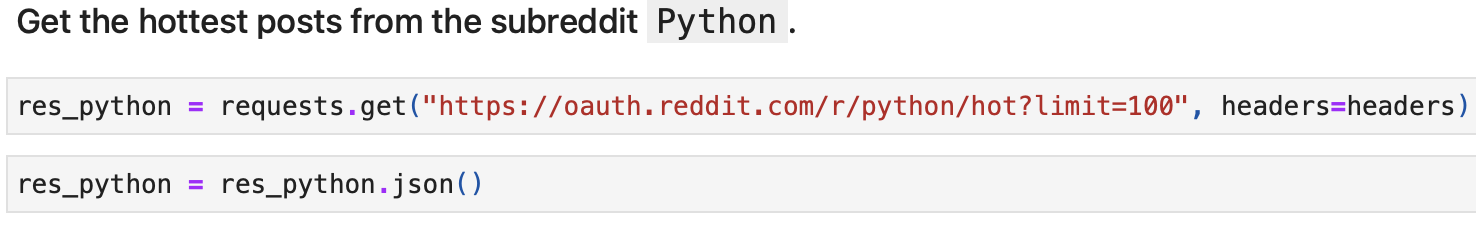 Get the hottest posts from the subreddit Python.
res_python = requests.get("https://oauth.reddit.com/r/python/hot?limit=100", headers=headers)
res_python = res_python.json()